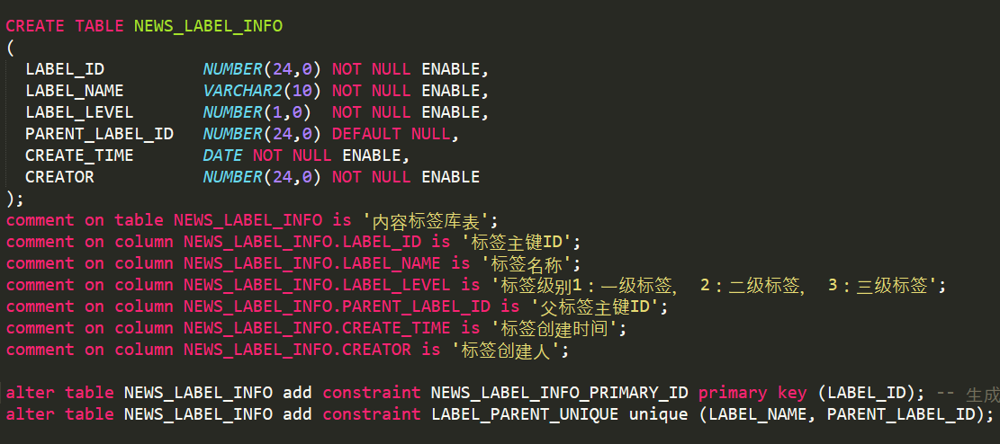 CREATE TABLE NEWS_LABEL_INFO
(
  LABEL_ID          NUMBER(24,0) NOT NULL ENABLE,
  LABEL_NAME        VARCHAR2(10) NOT NULL ENABLE,
  LABEL_LEVEL       NUMBER(1,0)  NOT NULL ENABLE,
  PARENT_LABEL_ID   NUMBER(24,0) DEFAULT NULL,
  CREATE_TIME       DATE NOT NULL ENABLE,
  CREATOR           NUMBER(24,0) NOT NULL ENABLE
);
comment on table NEWS_LABEL_INFO is '内容标签库表';
comment on column NEWS_LABEL_INFO.LABEL_ID is '标签主键ID';
comment on column NEWS_LABEL_INFO.LABEL_NAME is '标签名称';
comment on column NEWS_LABEL_INFO.LABEL_LEVEL is '标签级别1：一级标签， 2：二级标签， 3：三级标签';
comment on column NEWS_LABEL_INFO.PARENT_LABEL_ID is '父标签主键ID';
comment on column NEWS_LABEL_INFO.CREATE_TIME is '标签创建时间';
comment on column NEWS_LABEL_INFO.CREATOR is '标签创建人';
alter table NEWS_LABEL_INFO add constraint NEWS_LABEL_INFO_PRIMARY_ID primary key (LABEL_ID); -- 生成
alter table NEWS_LABEL_INFO add constraint LABEL_PARENT_UNIQUE unique (LABEL_NAME, PARENT_LABEL_ID);